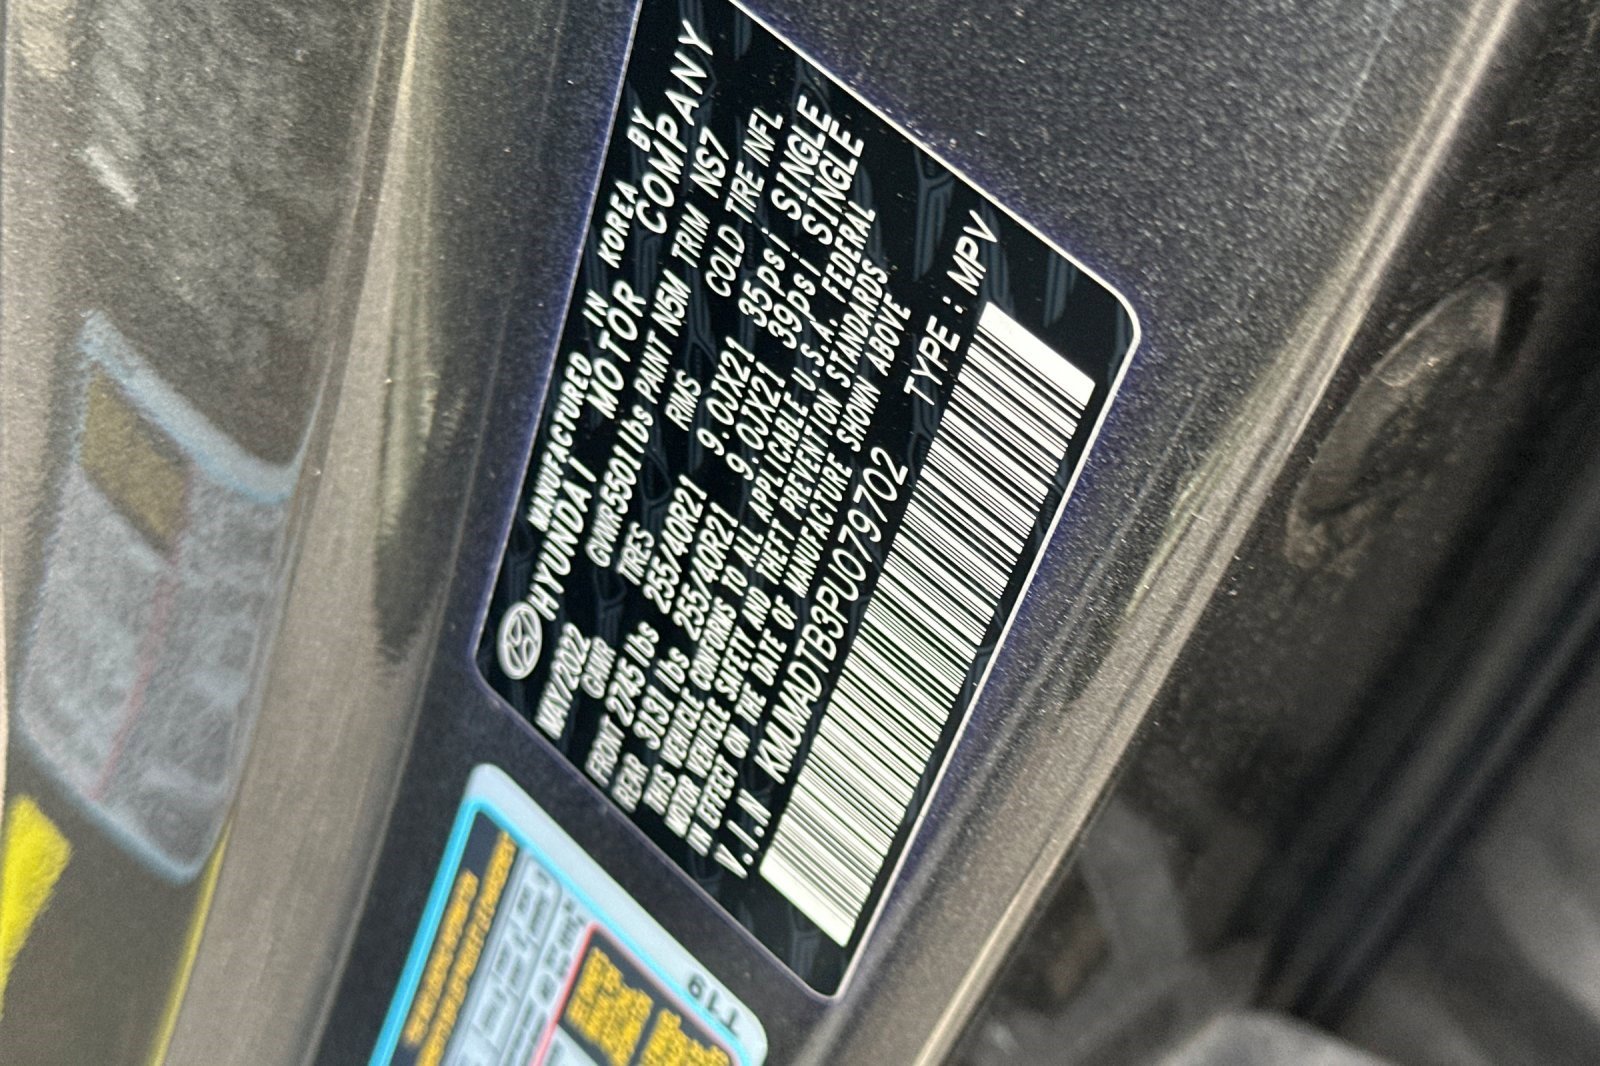 MANUFACTURED IN KOREA BY
HYUNDAI MOTOR COMPANY
MAY/2022 GVWR 5501 lbs PAINT N5M TRIM NS7
GAWR TIRES RIMS COLD TIRE INFL
FRONT 2745 lbs 255/40R21 9.0JX21 35psi SINGLE
REAR 3131 lbs 255/40R21 9.0JX21 39psi SINGLE
THIS VEHICLE CONFORMS TO ALL APPLICABLE U.S.A. FEDERAL
MOTOR VEHICLE SAFETY AND THEFT PREVENTION STANDARDS
IN EFFECT ON THE DATE OF MANUFACTURE SHOWN ABOVE
V.I.N KMUMADTB3PU079702 TYPE : MPV
T19